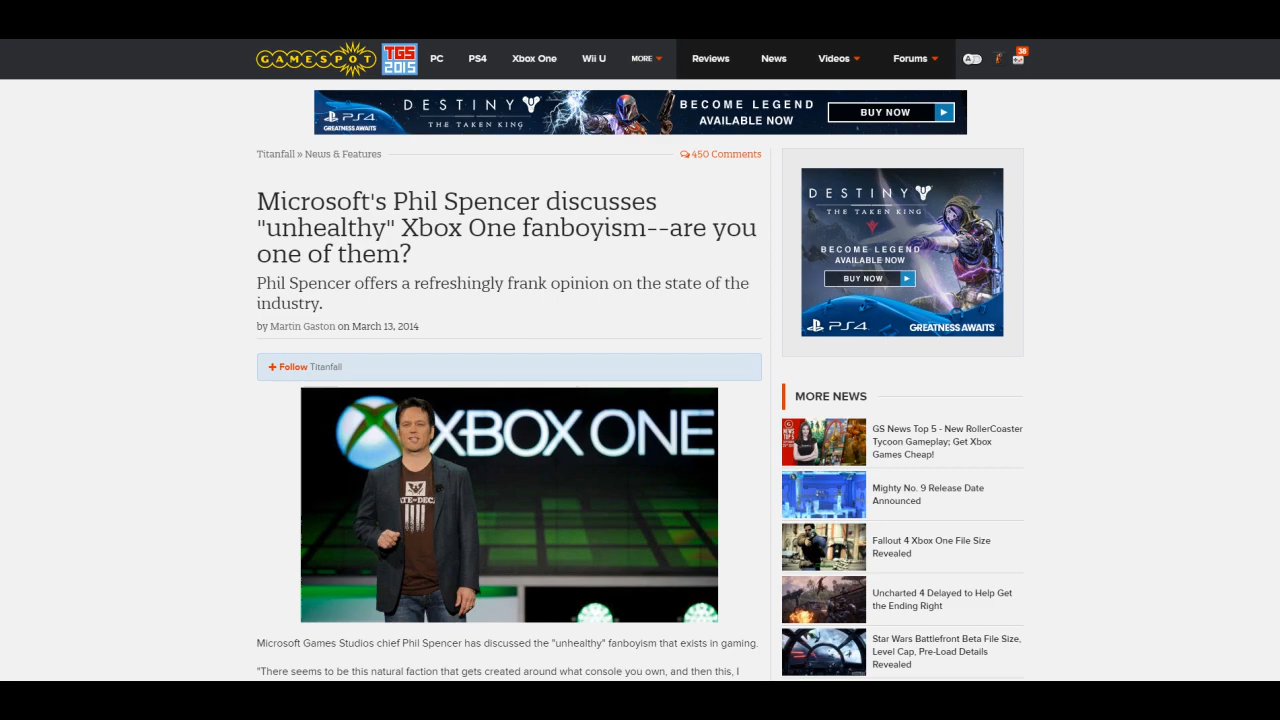 GAMESPOT
TGS 2015
PC
PS4
Xbox One
Wii U
MORE
Reviews
News
Videos
Forums
38
PS4
GREATNESS AWAITS
DESTINY
THE TAKEN KING
BECOME LEGEND
AVAILABLE NOW
BUY NOW
Titanfall » News & Features
450 Comments
Microsoft's Phil Spencer discusses
"unhealthy" Xbox One fanboyism--are you
one of them?
Phil Spencer offers a refreshingly frank opinion on the state of the
industry.
by Martin Gaston on March 13, 2014
+ Follow Titanfall
XBOX ONE
Microsoft Games Studios chief Phil Spencer has discussed the "unhealthy" fanboyism that exists in gaming.
"There seems to be this natural faction that gets created around what console you own, and then this, I
DESTINY
THE TAKEN KING
BECOME LEGEND
AVAILABLE NOW
BUY NOW
PS4
GREATNESS AWAITS
MORE NEWS
GS News Top 5 - New RollerCoaster
Tycoon Gameplay; Get Xbox
Games Cheap!
Mighty No. 9 Release Date
Announced
Fallout 4 Xbox One File Size
Revealed
Uncharted 4 Delayed to Help Get
the Ending Right
Star Wars Battlefront Beta File Size,
Level Cap, Pre-Load Details
Revealed